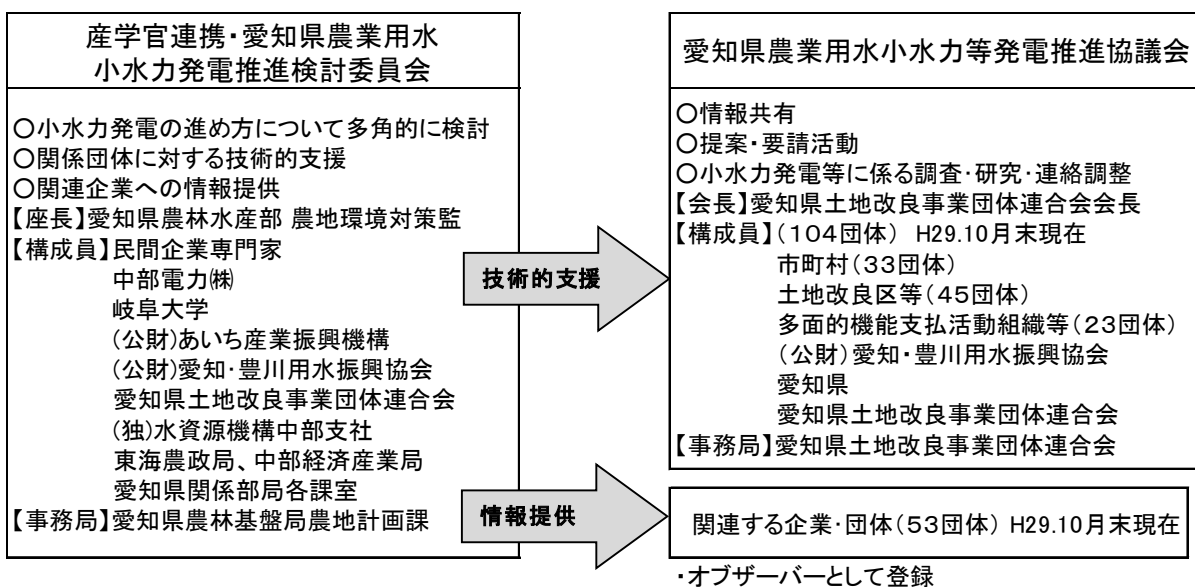 産学官連携・愛知県農業用水
小水力発電推進検討委員会
○小水力発電の進め方について多角的に検討
○関係団体に対する技術的支援
○関連企業への情報提供
【座長】愛知県農林水産部 農地環境対策監
【構成員】民間企業専門家
中部電力㈱
岐阜大学
(公財)あいち産業振興機構
(公財)愛知・豊川用水振興協会
愛知県土地改良事業団体連合会
(独)水資源機構中部支社
東海農政局、中部経済産業局
愛知県関係部局各課室
【事務局】愛知県農林基盤局農地計画課
技術的支援
情報提供
愛知県農業用水小水力等発電推進協議会
○情報共有
○提案・要請活動
○小水力発電等に係る調査・研究・連絡調整
【会長】愛知県土地改良事業団体連合会会長
【構成員】(104団体) H29.10月末現在
市町村(33団体)
土地改良区等(45団体)
多面的機能支払活動組織等(23団体)
(公財)愛知・豊川用水振興協会
愛知県
愛知県土地改良事業団体連合会
【事務局】愛知県土地改良事業団体連合会
関連する企業・団体(53団体) H29.10月末現在
・オブザーバーとして登録